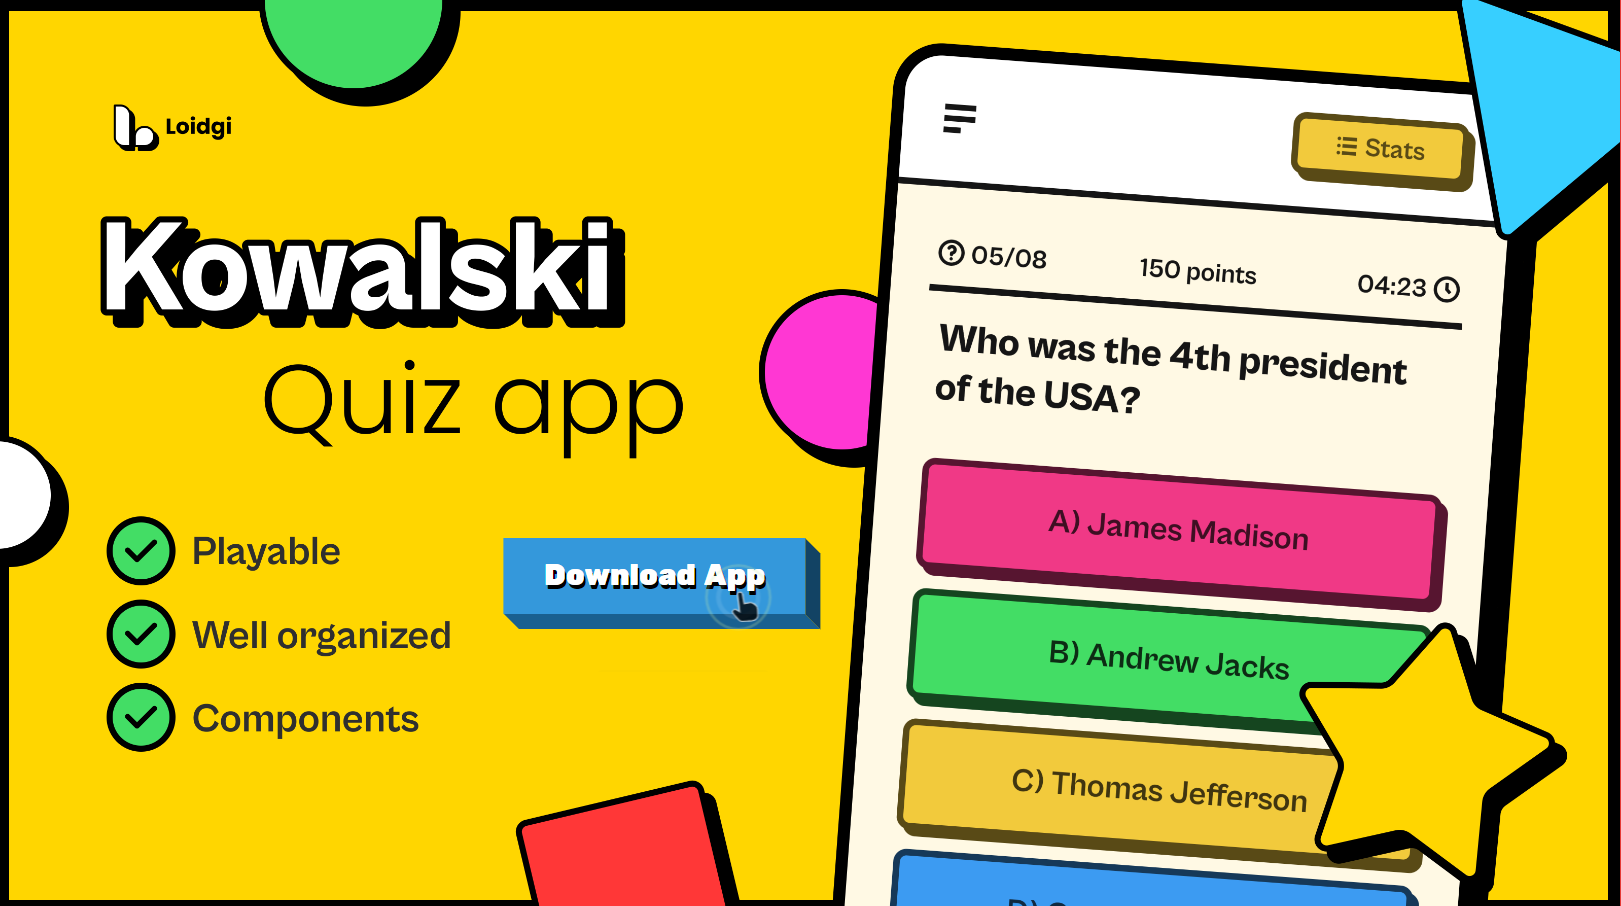 Loidgi
Kowalski
Quiz app
Playable
Well organized
Components
Download App
Stats
05/08
150 points
04:23
Who was the 4th president
of the USA?
A) James Madison
B) Andrew Jacks
C) Thomas Jefferson